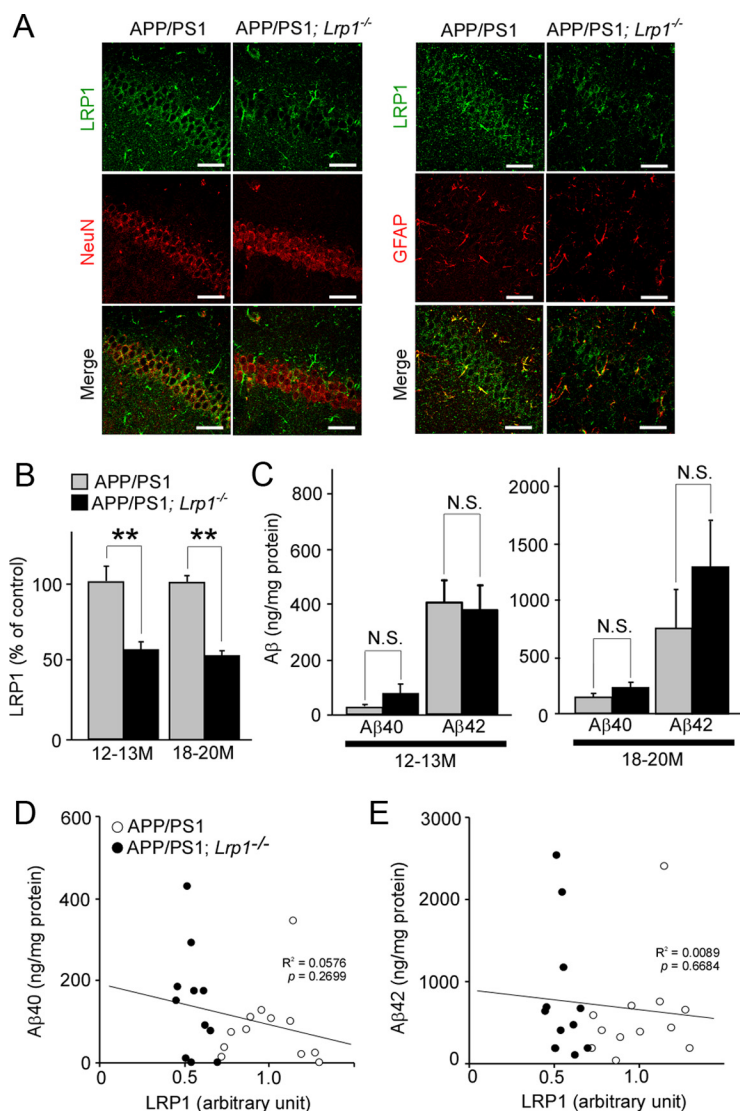 A
APP/PS1
APP/PS1; Lrp1-/-
APP/PS1
APP/PS1; Lrp1-/-
LRP1
NeuN
Merge
LRP1
GFAP
Merge
B
APP/PS1
APP/PS1; Lrp1-/-
LRP1 (% of control)
100
50
0
**
**
12-13M
18-20M
C
Aβ (ng/mg protein)
800
600
400
200
0
N.S.
N.S.
Aβ40
Aβ42
12-13M
2000
1500
1000
500
0
N.S.
N.S.
Aβ40
Aβ42
18-20M
D
APP/PS1
APP/PS1; Lrp1-/-
Aβ40 (ng/mg protein)
600
400
200
0
R2 = 0.0576
p = 0.2699
0
0.5
1.0
LRP1 (arbitrary unit)
E
Aβ42 (ng/mg protein)
3000
2000
1000
0
R2 = 0.0089
p = 0.6684
0
0.5
1.0
LRP1 (arbitrary unit)